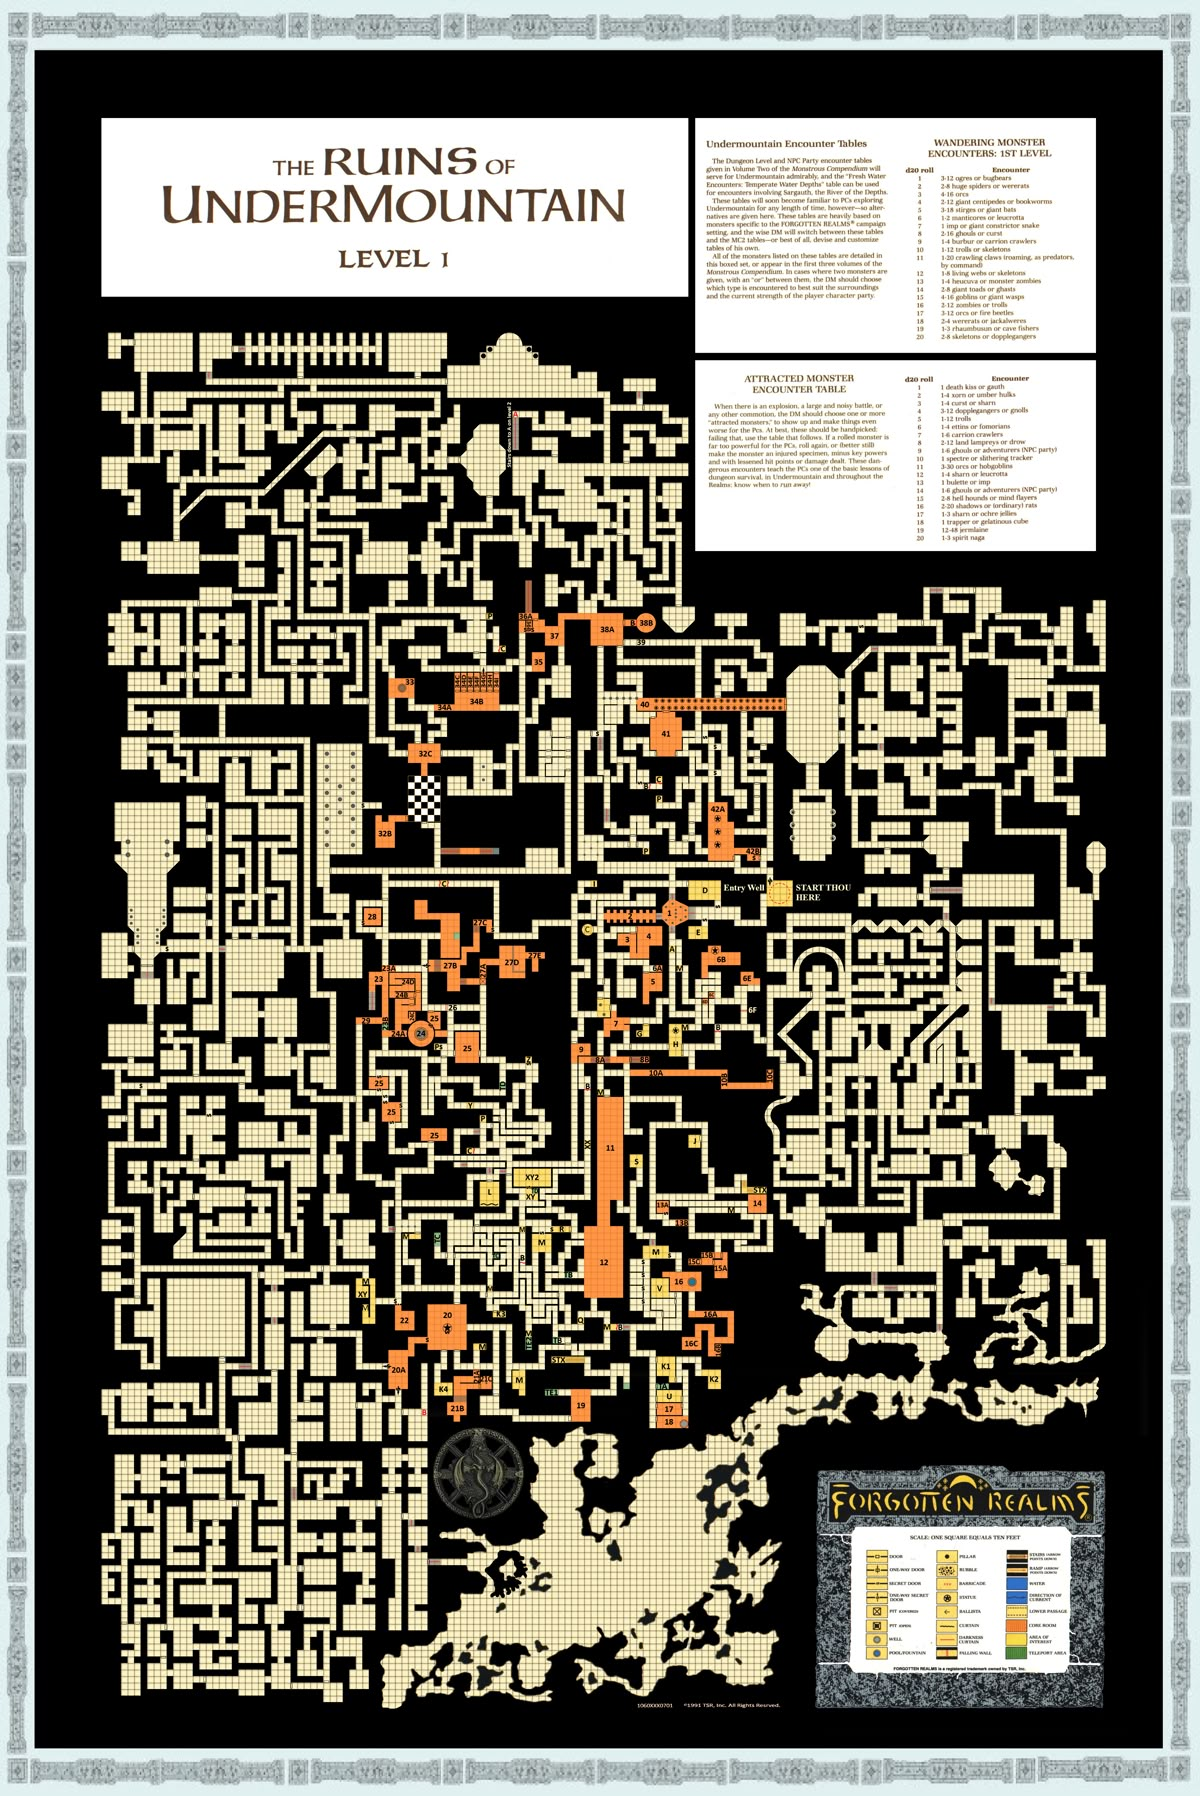 THE RUINS OF
UNDERMOUNTAIN
LEVEL 1
Undermountain Encounter Tables
The Dungeon Level and NPC Party encounter tables
given in Volume Two of the Monstrous Compendium will
serve for Undermountain admirably, and the "Fresh Water
Encounters: Temperate Water Depths" table can be used
for encounters involving Sargauth, the River of the Depths.
These tables will soon become familiar to PCs exploring
Undermountain for any length of time, however—so alter-
natives are given here. These tables are heavily based on
monsters specific to the FORGOTTEN REALMS® campaign
setting, and the wise DM will switch between these tables
and the MC2 tables—or best of all, devise and customize
tables of his own.
All of the monsters listed on these tables are detailed in
this boxed set, or appear in the first three volumes of the
Monstrous Compendium. In cases where two monsters are
given, with an "or" between them, the DM should choose
which type is encountered to best suit the surroundings
and the current strength of the player character party.
WANDERING MONSTER
ENCOUNTERS: 1ST LEVEL
d20 roll Encounter
1 3-12 ogres or bugbears
2 2-8 huge spiders or wererats
3 4-16 orcs
4 2-12 giant centipedes or bookworms
5 3-18 stirges or giant bats
6 1-2 manticores or leucrotta
7 1 imp or giant constrictor snake
8 2-16 ghouls or curst
9 1-4 burbur or carrion crawlers
10 1-12 trolls or skeletons
11 1-20 crawling claws (roaming, as predators,
by command)
12 1-8 living webs or skeletons
13 1-4 heucuva or monster zombies
14 2-8 giant toads or ghasts
15 4-16 goblins or giant wasps
16 2-12 zombies or trolls
17 3-12 orcs or fire beetles
18 2-4 wererats or jackalweres
19 1-3 rhaumbusun or cave fishers
20 2-8 skeletons or dopplegangers
ATTRACTED MONSTER
ENCOUNTER TABLE
When there is an explosion, a large and noisy battle, or
any other commotion, the DM should choose one or more
"attracted monsters," to show up and make things even
worse for the Pcs. At best, these should be handpicked;
failing that, use the table that follows. If a rolled monster is
far too powerful for the PCs, roll again, or (better still)
make the monster an injured specimen, minus key powers
and with lessened hit points or damage dealt. These dan-
gerous encounters teach the PCs one of the basic lessons of
dungeon survival, in Undermountain and throughout the
Realms: know when to run away!
d20 roll Encounter
1 1 death kiss or gauth
2 1-4 xorn or umber hulks
3 1-4 curst or sharn
4 3-12 dopplegangers or gnolls
5 1-12 trolls
6 1-4 ettins or fomorians
7 1-6 carrion crawlers
8 2-12 land lampreys or drow
9 1-6 ghouls or adventurers (NPC party)
10 1 spectre or slithering tracker
11 3-30 orcs or hobgoblins
12 1-4 sharn or leucrotta
13 1 bulette or imp
14 1-6 ghouls or adventurers (NPC party)
15 2-8 hell hounds or mind flayers
16 2-20 shadows or (ordinary) rats
17 1-3 sharn or ochre jellies
18 1 trapper or gelatinous cube
19 12-48 jermlaine
20 1-3 spirit naga
Stairs down to A on level 2
36A
37
38A
B
38B
39
35
33
34A
34B
40
41
32C
32B
42A
42B
Entry Well
START THOU
HERE
D
28
27C
27B
27D
27E
27A
C
1
2
3
4
E
A
M
6A
6B
5
6E
6F
23A
23
24D
24B
26
25
29
24A
24
25
7
G
M
H
B
9
8A
8B
10A
10B
10C
25
25
25
Y
P
11
J
S
L
XY2
XY
13A
13B
14
STX
M
12
M
V
16
15B
15C
15A
16A
16C
16B
22
20
20A
K3
K4
21B
M
STX
TE1
19
K1
K2
U
17
18
Q
FORGOTTEN REALMS
SCALE: ONE SQUARE EQUALS TEN FEET
DOOR
ONE-WAY DOOR
SECRET DOOR
ONE-WAY SECRET
DOOR
PIT (COVERED)
PIT (OPEN)
WELL
POOL/FOUNTAIN
PILLAR
RUBBLE
BARRICADE
STATUE
BALLISTA
CURTAIN
DARKNESS
CURTAIN
FALLING WALL
STAIRS (ARROW
POINTS DOWN)
RAMP (ARROW
POINTS DOWN)
WATER
DIRECTION OF
CURRENT
LOWER PASSAGE
CORE ROOM
AREA OF
INTEREST
TELEPORT AREA
FORGOTTEN REALMS is a registered trademark owned by TSR, Inc.
1060XXX0701 ©1991 TSR, Inc. All Rights Reserved.